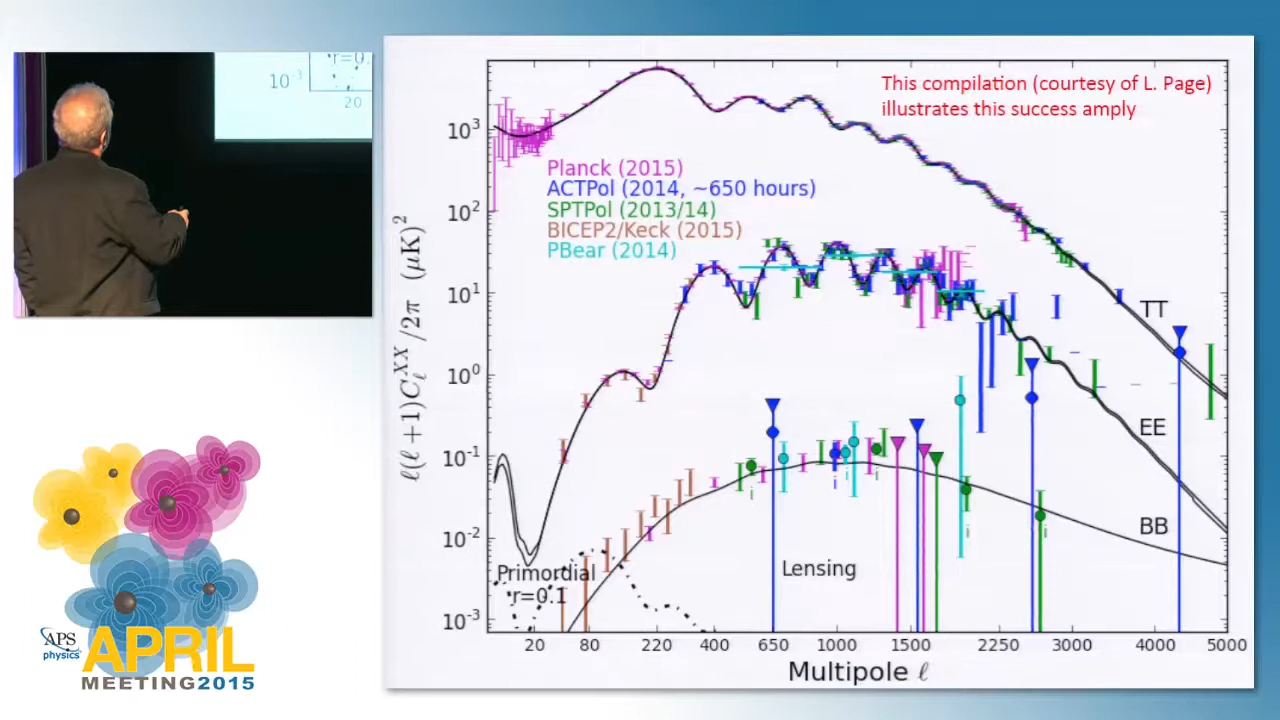 r=0.
10⁻³
20
This compilation (courtesy of L. Page)
illustrates this success amply
Planck (2015)
ACTPol (2014, ~650 hours)
SPTPol (2013/14)
BICEP2/Keck (2015)
PBear (2014)
ℓ(ℓ+1)C_ℓ^{XX}/2π (μK)²
10³
10²
10¹
10⁰
10⁻¹
10⁻²
10⁻³
TT
EE
BB
Primordial
r=0.1
Lensing
20 80 220 400 650 1000 1500 2250 3000 4000 5000
Multipole ℓ
APS
physics
APRIL
MEETING2015